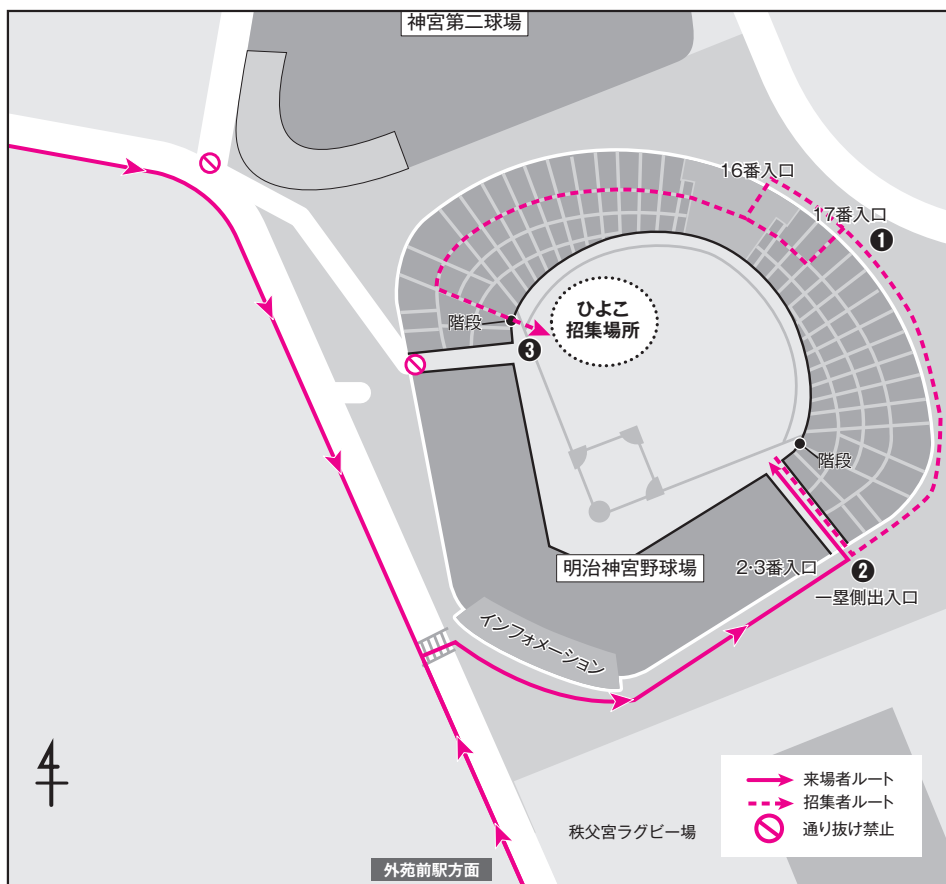 神宮第二球場
16番入口
17番入口
❶
ひよこ
招集場所
階段
❸
階段
明治神宮野球場
2・3番入口
❷
一塁側出入口
インフォメーション
来場者ルート
招集者ルート
通り抜け禁止
秩父宮ラグビー場
外苑前駅方面
4